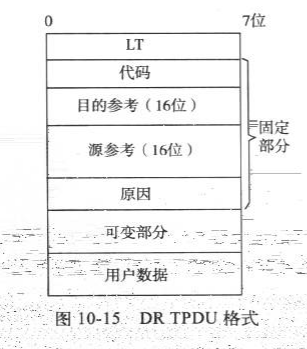 0 7位
LT
代码
目的参考（16位）
源参考（16位）
固定
部分
原因
可变部分
用户数据
图 10-15 DR TPDU 格式